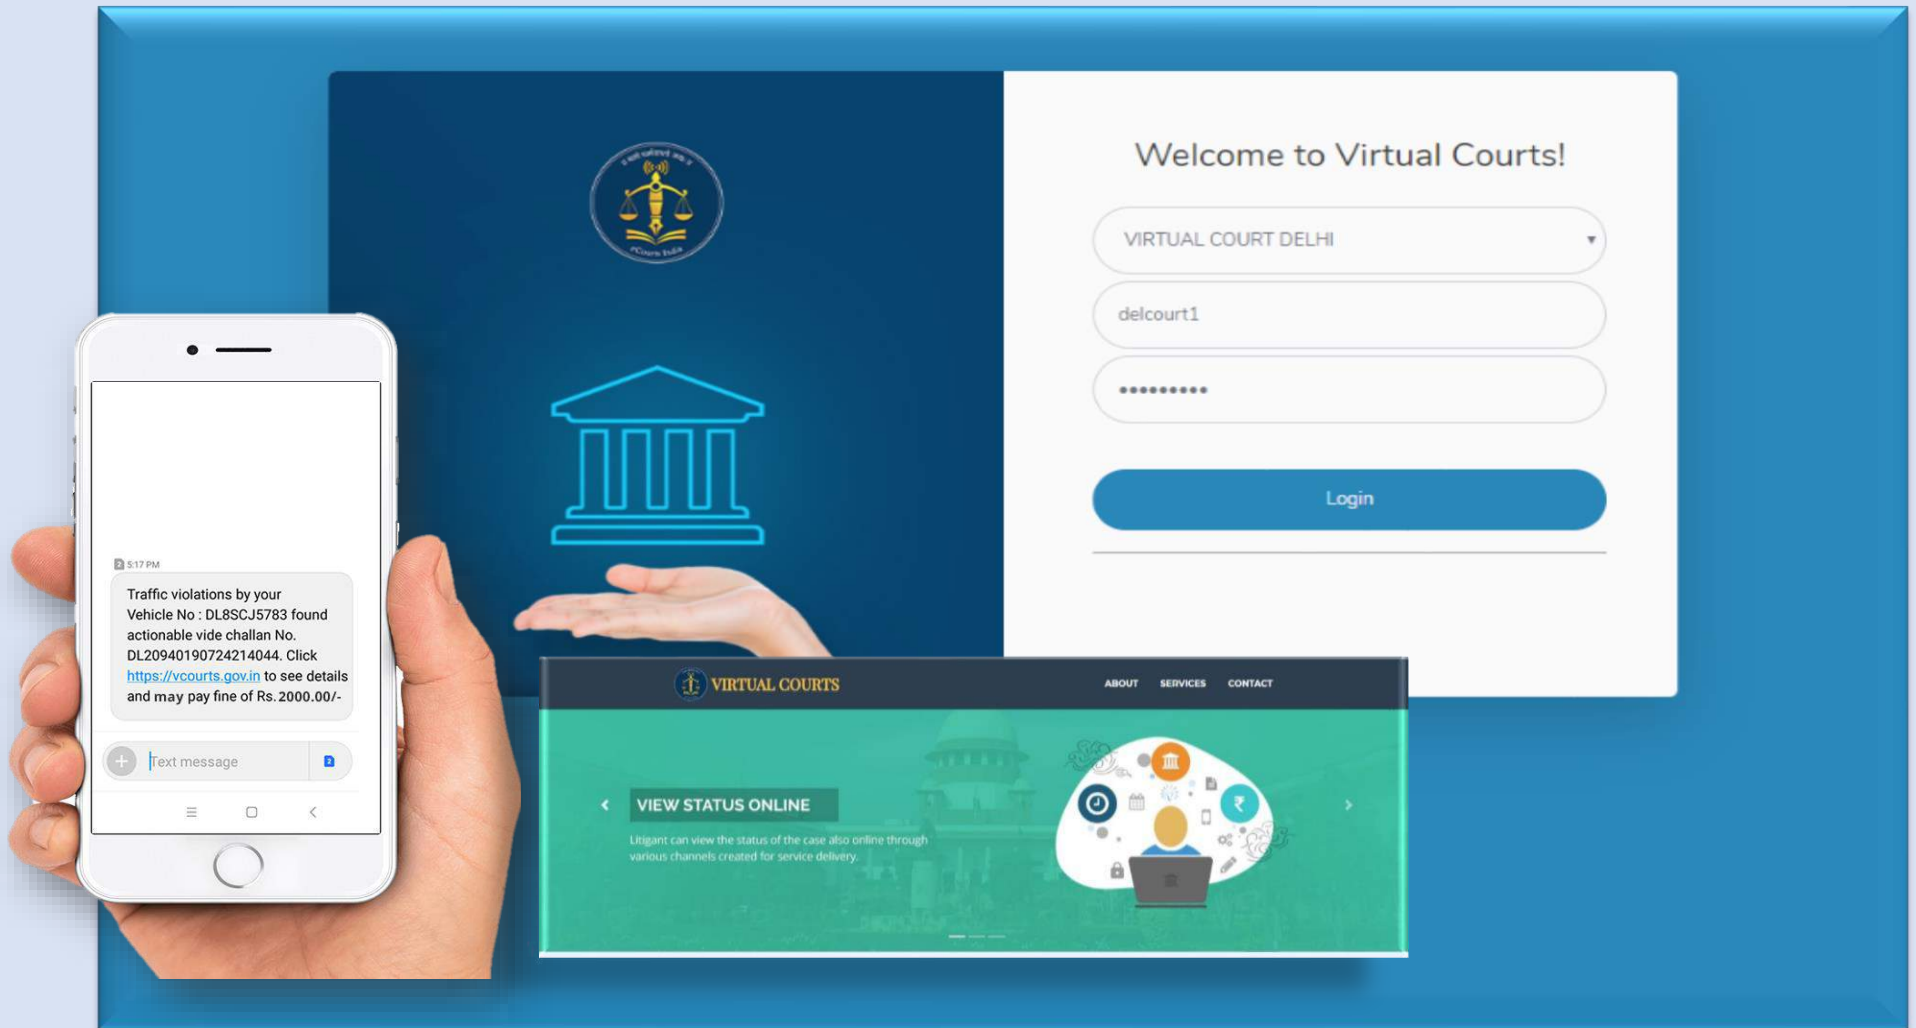 Welcome to Virtual Courts!
VIRTUAL COURT DELHI
delcourt1
•••••••••
Login
eCourts India
5:17 PM
Traffic violations by your
Vehicle No : DL8SCJ5783 found
actionable vide challan No.
DL20940190724214044. Click
https://vcourts.gov.in to see details
and may pay fine of Rs. 2000.00/-
Text message
2
VIRTUAL COURTS
ABOUT SERVICES CONTACT
VIEW STATUS ONLINE
Litigant can view the status of the case also online through
various channels created for service delivery.